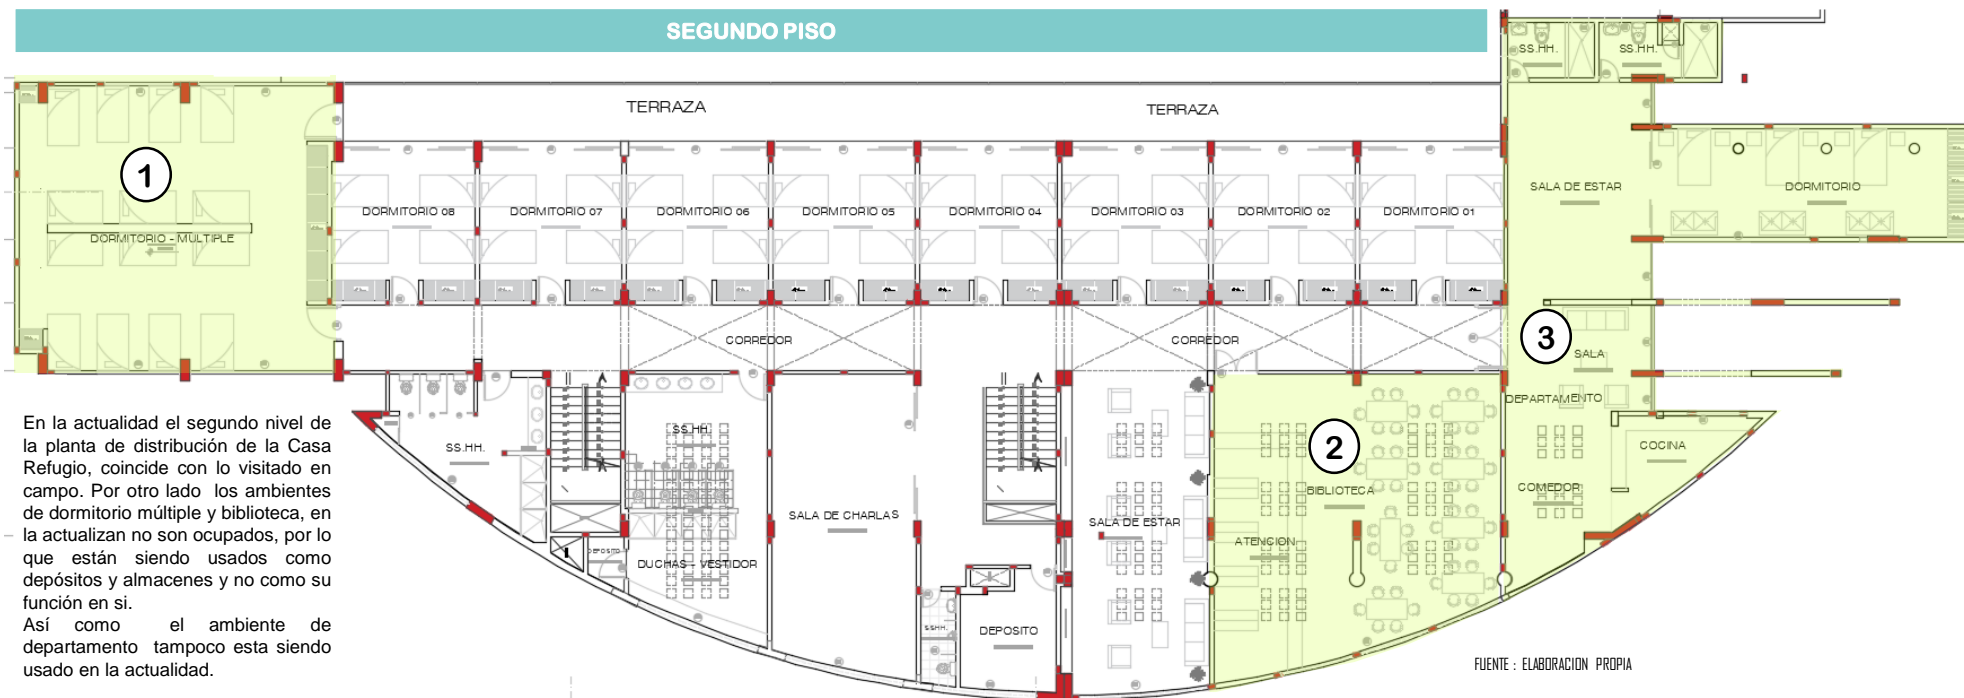 SEGUNDO PISO
SS.HH.
SS.HH.
TERRAZA
TERRAZA
1
SALA DE ESTAR
DORMITORIO
DORMITORIO 08
DORMITORIO 07
DORMITORIO 06
DORMITORIO 05
DORMITORIO 04
DORMITORIO 03
DORMITORIO 02
DORMITORIO 01
DORMITORIO - MULTIPLE
CORREDOR
CORREDOR
3
SALA
DEPARTAMENTO
En la actualidad el segundo nivel de
la planta de distribución de la Casa
Refugio, coincide con lo visitado en
campo. Por otro lado los ambientes
de dormitorio múltiple y biblioteca, en
la actualizan no son ocupados, por lo
que están siendo usados como
depósitos y almacenes y no como su
función en si.
Así como el ambiente de
departamento tampoco esta siendo
usado en la actualidad.
SS.HH.
SS.HH.
2
COCINA
BIBLIOTECA
COMEDOR
SALA DE CHARLAS
SALA DE ESTAR
ATENCION
DEPOSITO
DUCHAS - VESTIDOR
SS.HH.
DEPOSITO
FUENTE : ELABORACION PROPIA